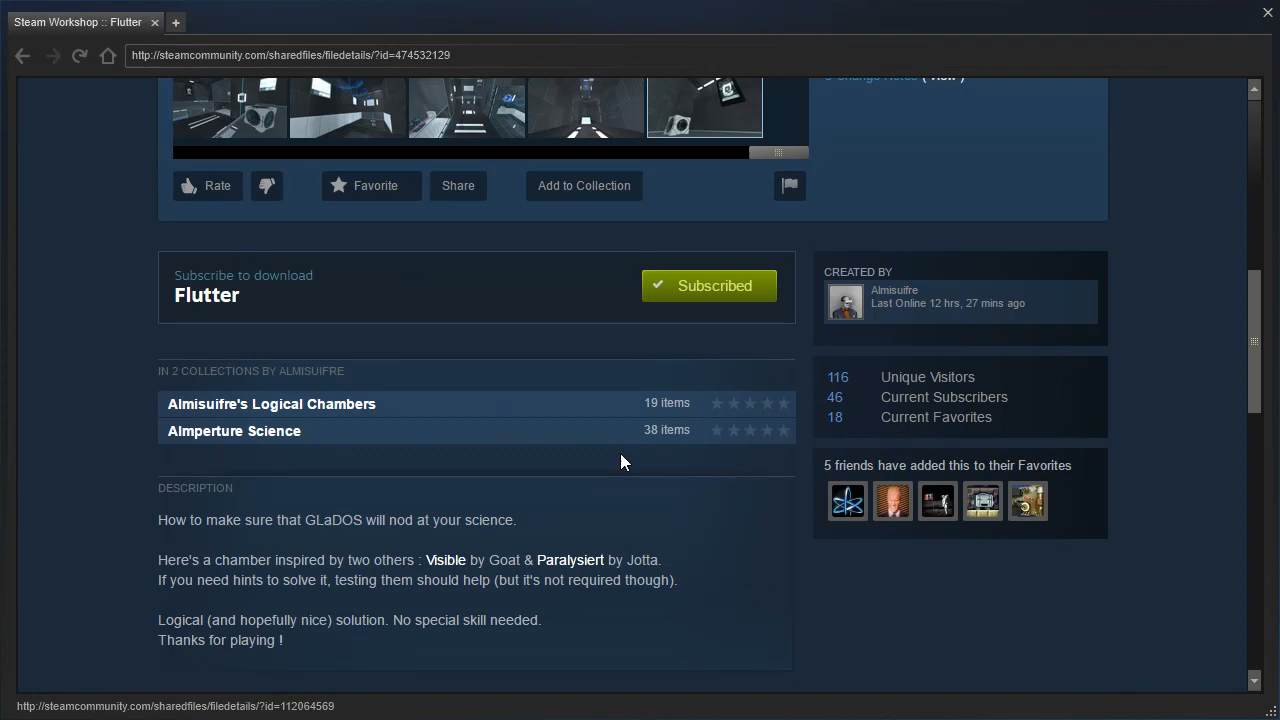 Steam Workshop :: Flutter
http://steamcommunity.com/sharedfiles/filedetails/?id=474532129
Change Notes ( View )
Rate
Favorite
Share
Add to Collection
Subscribe to download
Flutter
Subscribed
CREATED BY
Almisuifre
Last Online 12 hrs, 27 mins ago
IN 2 COLLECTIONS BY ALMISUIFRE
Almisuifre's Logical Chambers 19 items
Almperture Science 38 items
116 Unique Visitors
46 Current Subscribers
18 Current Favorites
5 friends have added this to their Favorites
DESCRIPTION
How to make sure that GLaDOS will nod at your science.
Here's a chamber inspired by two others : Visible by Goat & Paralysiert by Jotta.
If you need hints to solve it, testing them should help (but it's not required though).
Logical (and hopefully nice) solution. No special skill needed.
Thanks for playing !
http://steamcommunity.com/sharedfiles/filedetails/?id=112064569